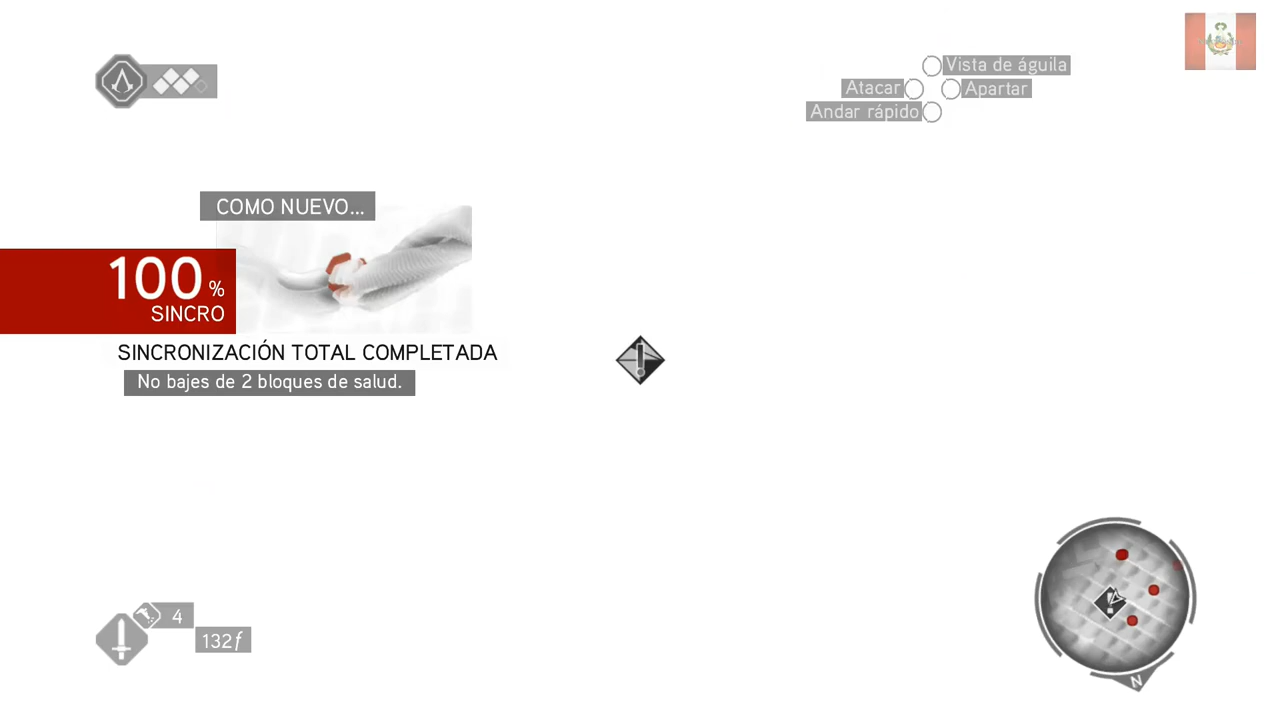 Vista de águila
Atacar
Apartar
Andar rápido
COMO NUEVO...
100 %
SINCRO
SINCRONIZACIÓN TOTAL COMPLETADA
No bajes de 2 bloques de salud.
4
132ƒ
N